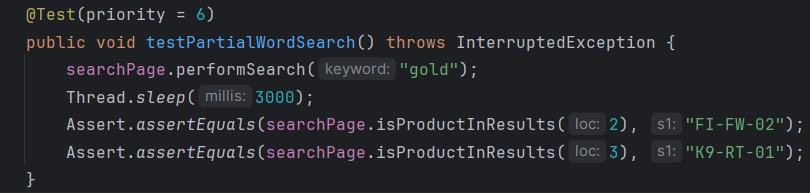 @Test(priority = 6)
public void testPartialWordSearch() throws InterruptedException {
searchPage.performSearch( keyword: "gold");
Thread.sleep( millis: 3000);
Assert.assertEquals(searchPage.isProductInResults( loc: 2), s1: "FI-FW-02");
Assert.assertEquals(searchPage.isProductInResults( loc: 3), s1: "K9-RT-01");
}